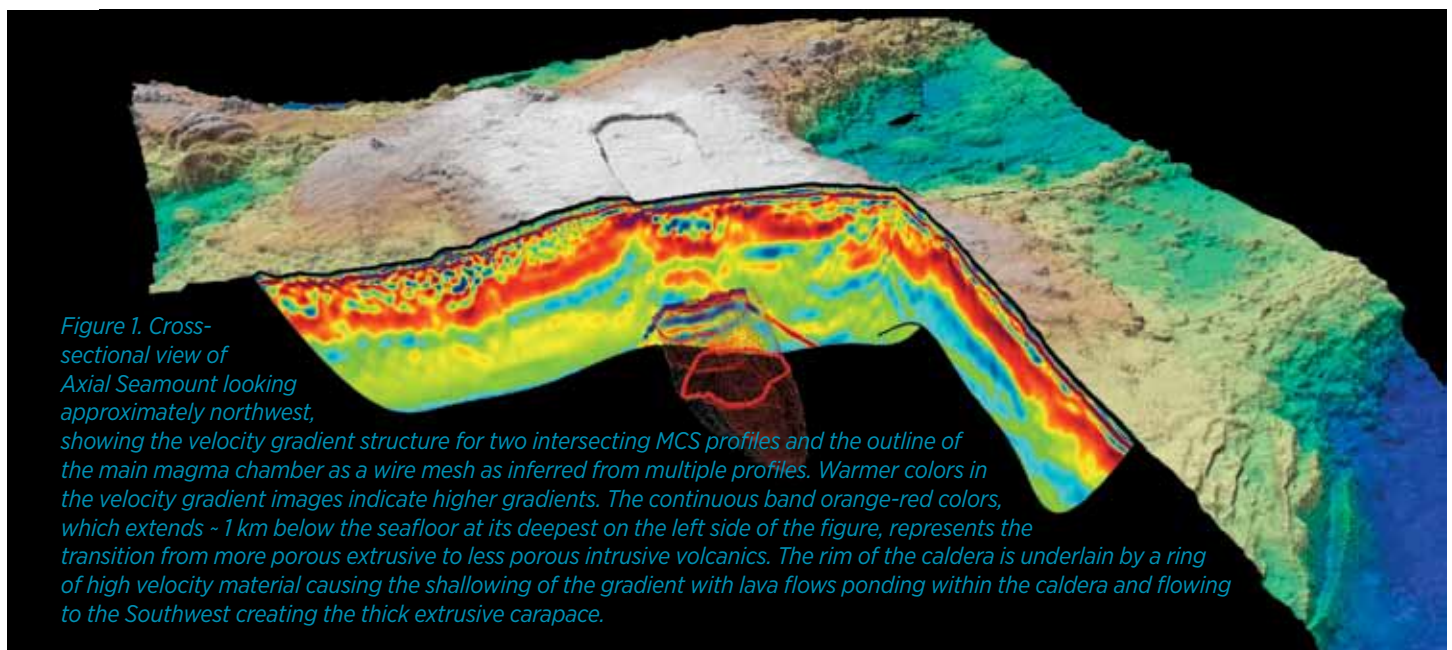 Figure 1. Cross-
sectional view of
Axial Seamount looking
approximately northwest,
showing the velocity gradient structure for two intersecting MCS profiles and the outline of
the main magma chamber as a wire mesh as inferred from multiple profiles. Warmer colors in
the velocity gradient images indicate higher gradients. The continuous band orange-red colors,
which extends ~ 1 km below the seafloor at its deepest on the left side of the figure, represents the
transition from more porous extrusive to less porous intrusive volcanics. The rim of the caldera is underlain by a ring
of high velocity material causing the shallowing of the gradient with lava flows ponding within the caldera and flowing
to the Southwest creating the thick extrusive carapace.